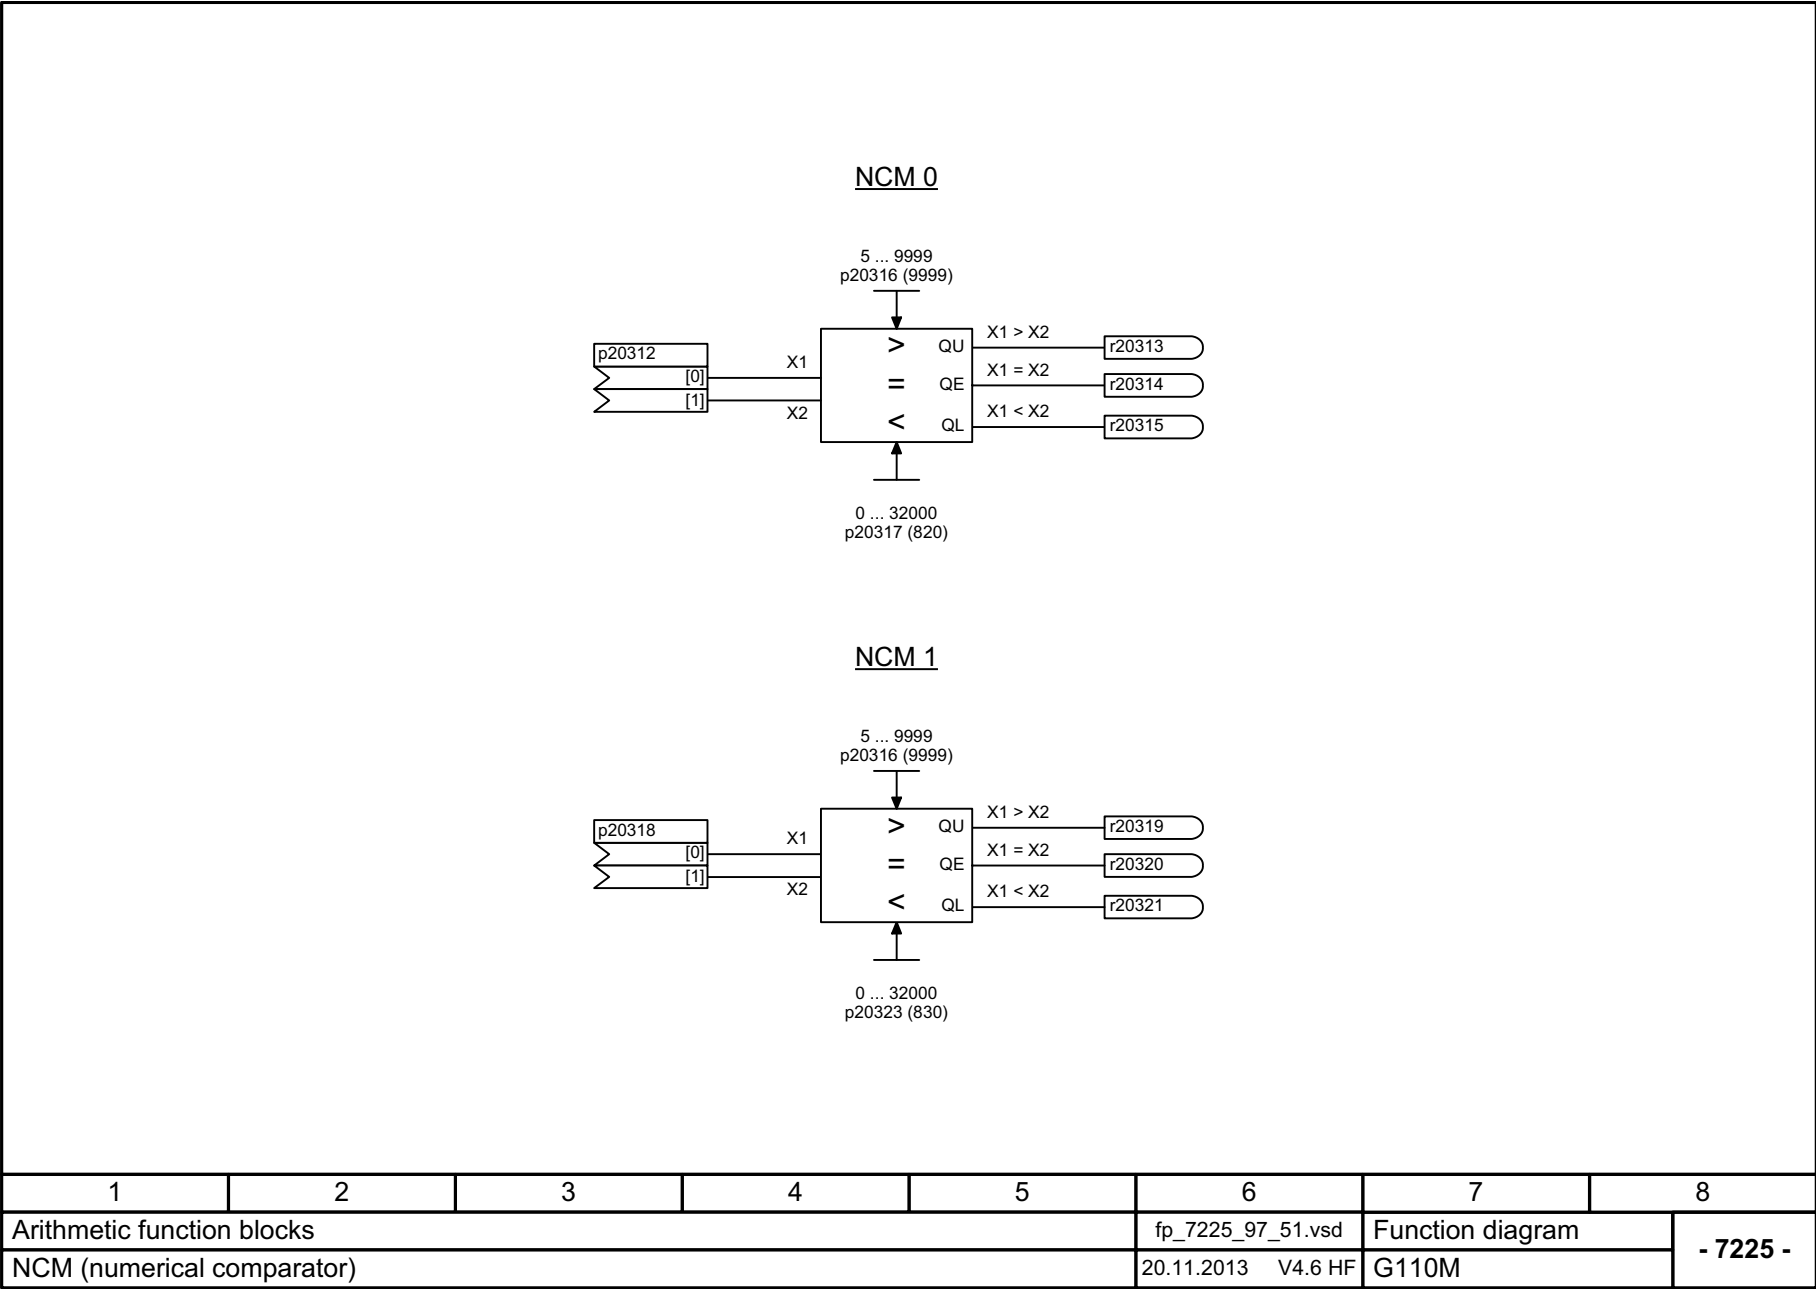 NCM 0
5 ... 9999
p20316 (9999)
p20312
[0]
[1]
X1
X2
>
=
<
QU
QE
QL
X1 > X2
X1 = X2
X1 < X2
r20313
r20314
r20315
0 ... 32000
p20317 (820)
NCM 1
5 ... 9999
p20316 (9999)
p20318
[0]
[1]
X1
X2
>
=
<
QU
QE
QL
X1 > X2
X1 = X2
X1 < X2
r20319
r20320
r20321
0 ... 32000
p20323 (830)
1 2 3 4 5 6 7 8
Arithmetic function blocks
fp_7225_97_51.vsd
Function diagram
- 7225 -
NCM (numerical comparator)
20.11.2013 V4.6 HF
G110M